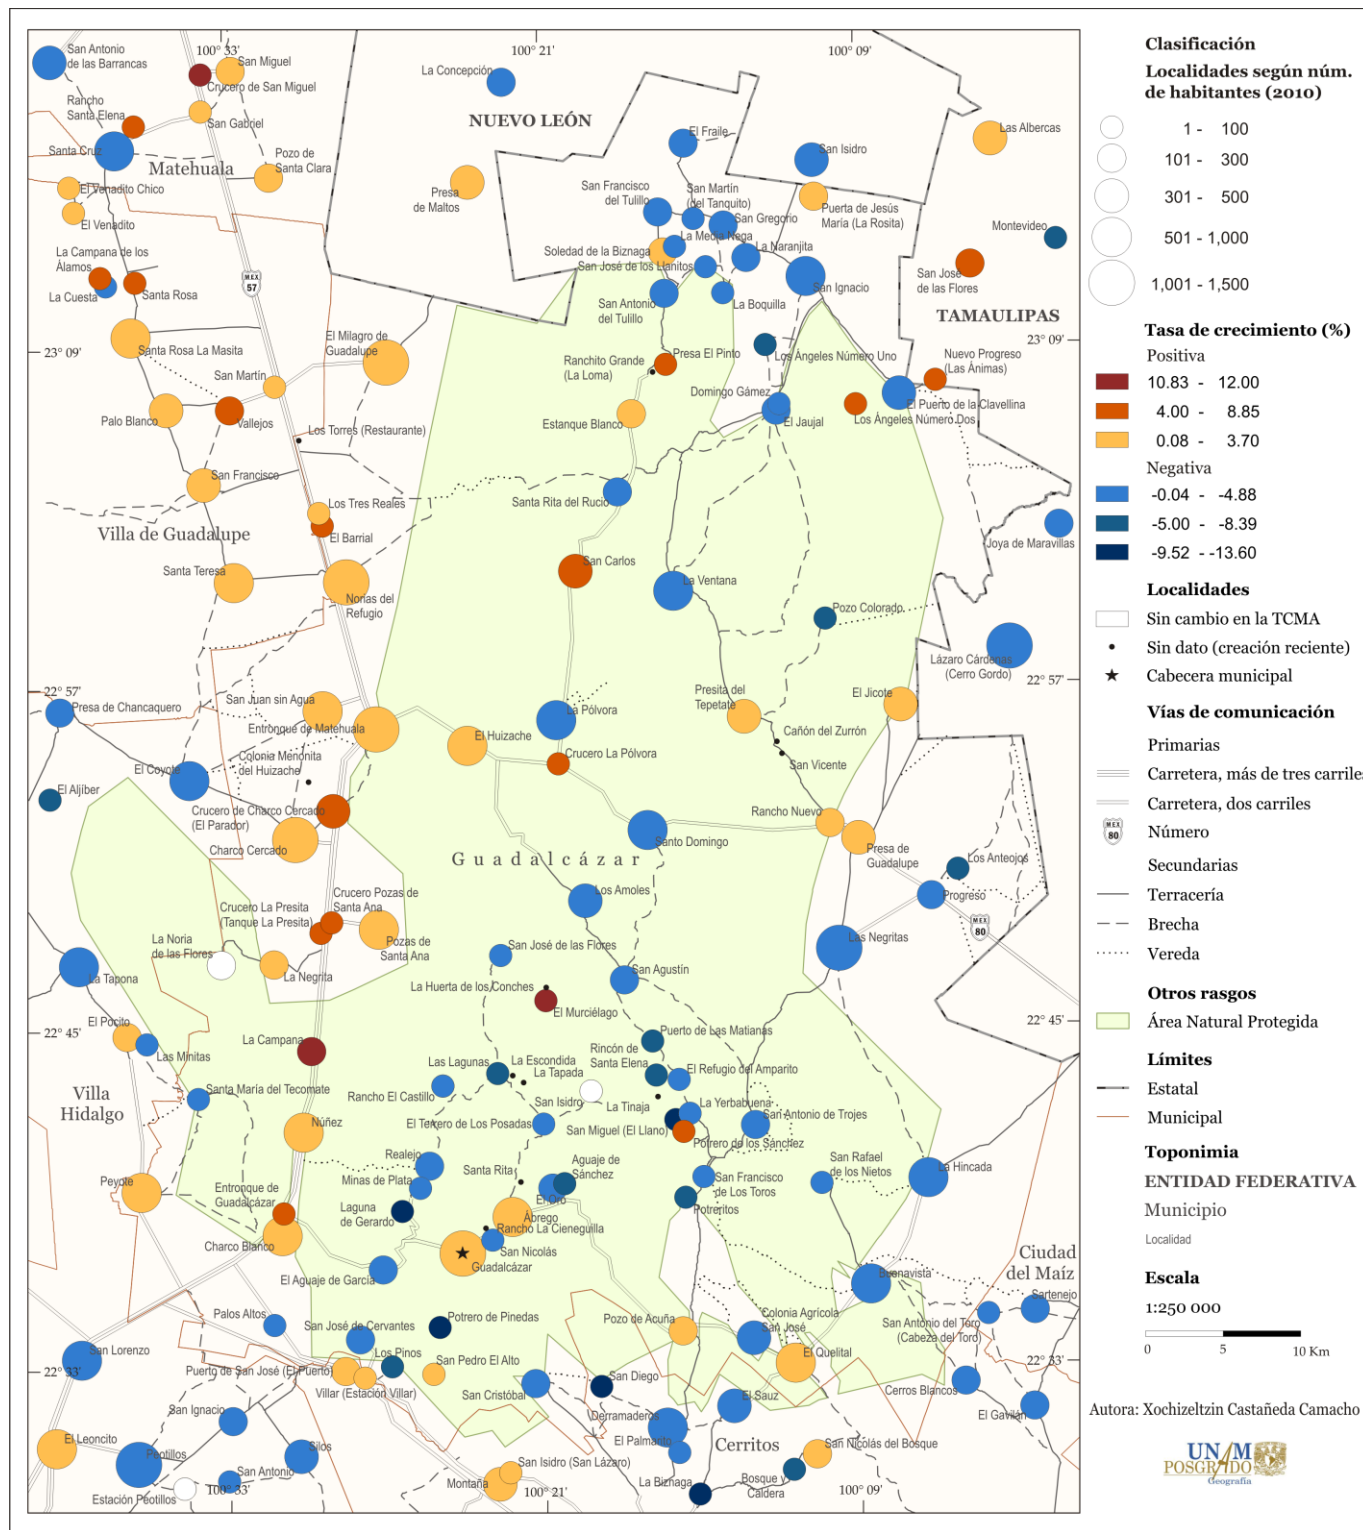 100° 33'
100° 21'
100° 09'
San Antonio
de las Barrancas
San Miguel
Crucero de San Miguel
La Concepción
Rancho
Santa Elena
San Gabriel
NUEVO LEÓN
Las Albercas
El Fraile
San Isidro
Santa Cruz
Matehuala
Pozo de
Santa Clara
El Venadito Chico
El Venadito
Presa
de Maltos
San Francisco
del Tulillo
San Martín
(del Tanquito)
San Gregorio
Puerta de Jesús
María (La Rosita)
Montevideo
La Campana de los
Álamos
La Cuesta
Santa Rosa
MEX
57
Soledad de la Biznaga
La Media Nega
San José de los Llanitos
La Naranjita
San Antonio
del Tulillo
La Boquilla
San Ignacio
San José
de las Flores
TAMAULIPAS
23° 09'
23° 09'
Santa Rosa La Masita
El Milagro de
Guadalupe
Ranchito Grande
(La Loma)
Presa El Pinto
Los Ángeles Número Uno
Nuevo Progreso
(Las Ánimas)
San Martín
Domingo Gámez
El Puerto de la Clavellina
Palo Blanco
Vallejos
Los Torres (Restaurante)
Estanque Blanco
El Jaujal
Los Ángeles Número Dos
San Francisco
Los Tres Reales
Santa Rita del Rucio
Villa de Guadalupe
El Barrial
Joya de Maravillas
Santa Teresa
Norias del
Refugio
San Carlos
La Ventana
Pozo Colorado
Lázaro Cárdenas
(Cerro Gordo)
22° 57'
22° 57'
Presa de Chancaquero
San Juan sin Agua
Entronque de Matehuala
La Pólvora
Presita del
Tepetate
El Jicote
El Huizache
Crucero La Pólvora
Cañón del Zurrón
San Vicente
Colonia Menonita
del Huizache
El Coyote
El Aljiber
Crucero de Charco Cercado
(El Parador)
Charco Cercado
Santo Domingo
Rancho Nuevo
Presa de
Guadalupe
Guadalcázar
Los Anteojos
Los Amoles
Progreso
Crucero Pozas de
Santa Ana
Crucero La Presita
(Tanque La Presita)
Pozas de
Santa Ana
MEX
80
La Noria
de las Flores
La Negrita
San José de las Flores
Las Negritas
La Tapona
La Huerta de los Conches
San Agustín
El Murciélago
22° 45'
22° 45'
El Pocito
Las Minitas
La Campana
Puerto de Las Matianas
Las Lagunas
La Escondida
La Tapada
Rincón de
Santa Elena
El Refugio del Amparito
Villa
Hidalgo
Santa María del Tecomate
Rancho El Castillo
San Isidro
La Tinaja
La Yerbabuena
El Terrero de Los Posadas
San Miguel (El Llano)
San Antonio de Trojes
Núñez
Potrero de los Sánchez
Realejo
Minas de Plata
Santa Rita
Aguaje de
Sánchez
San Francisco
de Los Toros
San Rafael
de los Nietos
La Hincada
Peyote
Entronque de
Guadalcázar
Laguna
de Gerardo
El Oro
Ábrego
Potreritos
Rancho La Cieneguilla
San Nicolás
Charco Blanco
Guadalcázar
El Aguaje de García
Buenavista
Ciudad
del Maíz
Sartenejo
Palos Altos
San José de Cervantes
Potrero de Pinedas
Pozo de Acuña
Colonia Agricola
San José
San Antonio del Toro
(Cabeza del Toro)
San Lorenzo
22° 33'
22° 33'
Puerto de San José (El Puerto)
Los Pinos
San Pedro El Alto
Villar (Estación Villar)
El Quelital
San Cristóbal
San Diego
Cerros Blancos
El Gavilán
San Ignacio
Derramaderos
El Sauz
El Leoncito
Peotillos
Silos
El Palmarito
Cerritos
San Nicolás del Bosque
San Antonio
San Isidro (San Lázaro)
Montaña
La Biznaga
Bosque y
Caldera
Estación Peotillos
100° 33'
100° 21'
100° 09'
Clasificación
Localidades según núm.
de habitantes (2010)
1 - 100
101 - 300
301 - 500
501 - 1,000
1,001 - 1,500
Tasa de crecimiento (%)
Positiva
10.83 - 12.00
4.00 - 8.85
0.08 - 3.70
Negativa
-0.04 - -4.88
-5.00 - -8.39
-9.52 - -13.60
Localidades
Sin cambio en la TCMA
Sin dato (creación reciente)
Cabecera municipal
Vías de comunicación
Primarias
Carretera, más de tres carriles
Carretera, dos carriles
MEX
80
Número
Secundarias
Terracería
Brecha
Vereda
Otros rasgos
Área Natural Protegida
Límites
Estatal
Municipal
Toponimia
ENTIDAD FEDERATIVA
Municipio
Localidad
Escala
1:250 000
0 5 10 Km
Autora: Xochizeltzin Castañeda Camacho
UNAM
POSGRADO
Geografía